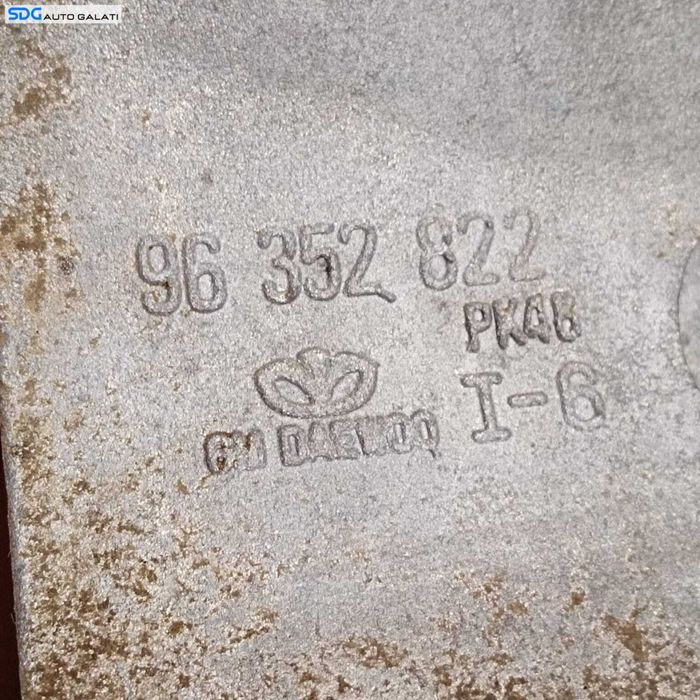 SDG AUTO GALATI
96 352 822
PKAB
GM DAEWOO I-6